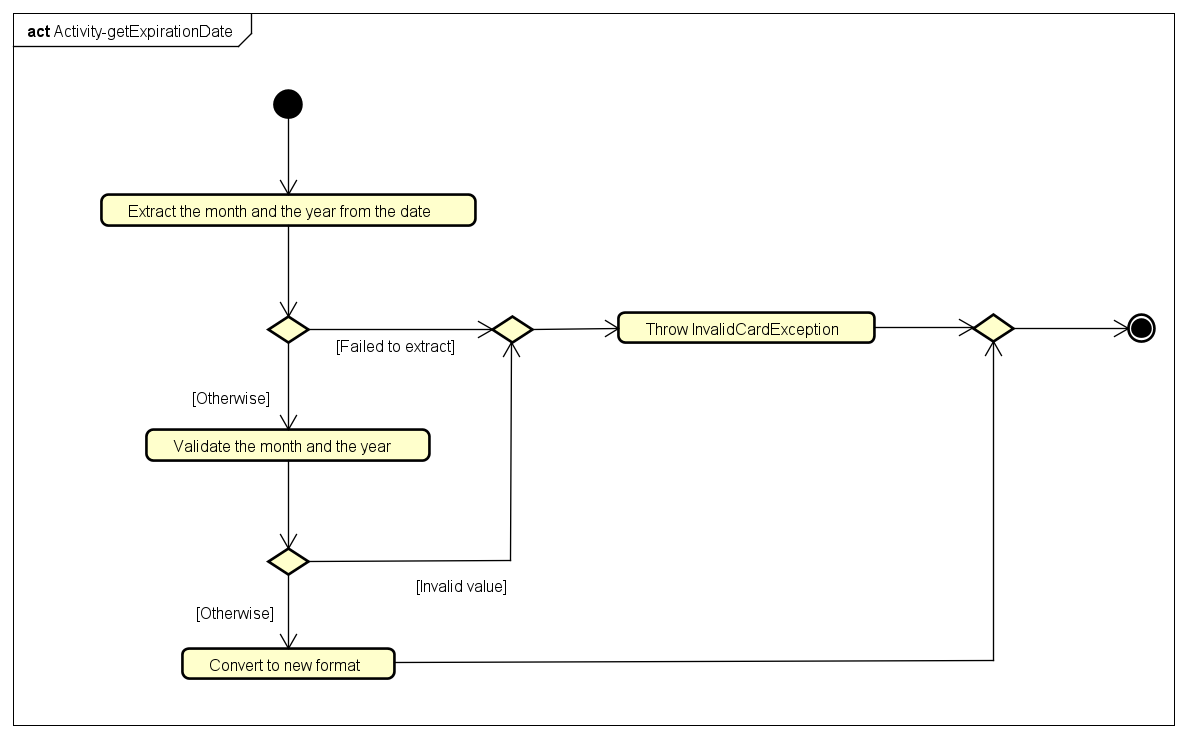 act Activity-getExpirationDate
Extract the month and the year from the date
Throw InvalidCardException
[Failed to extract]
[Otherwise]
Validate the month and the year
[Invalid value]
[Otherwise]
Convert to new format